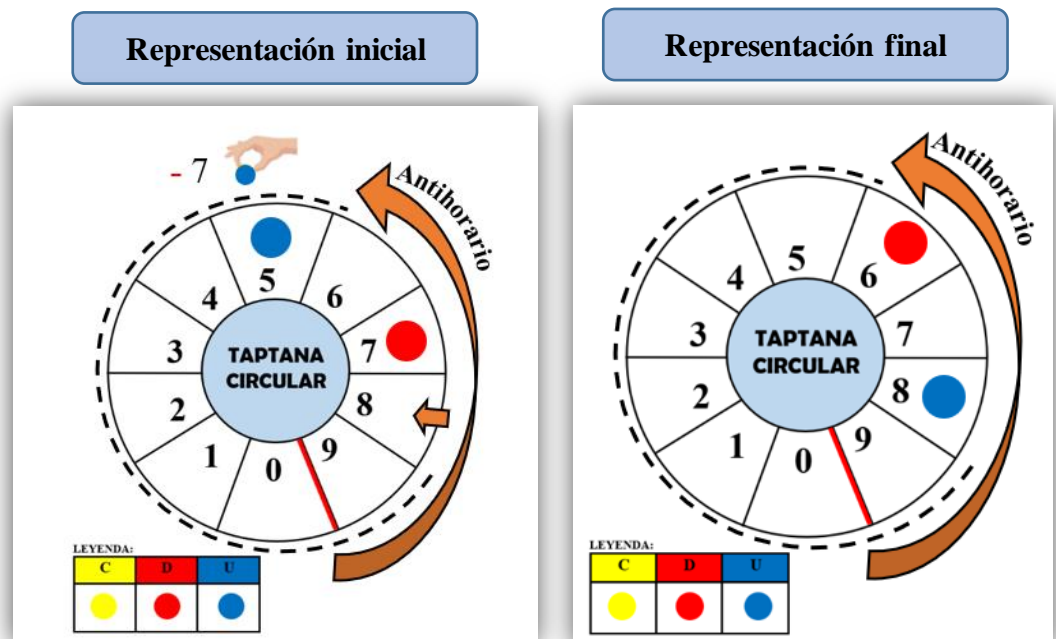 Representación inicial
- 7
Antihorario
4
5
6
3
7
2
8
1
0
9
TAPTANA
CIRCULAR
LEYENDA:
C D U
Representación final
Antihorario
4
5
6
3
7
2
8
1
0
9
TAPTANA
CIRCULAR
LEYENDA:
C D U